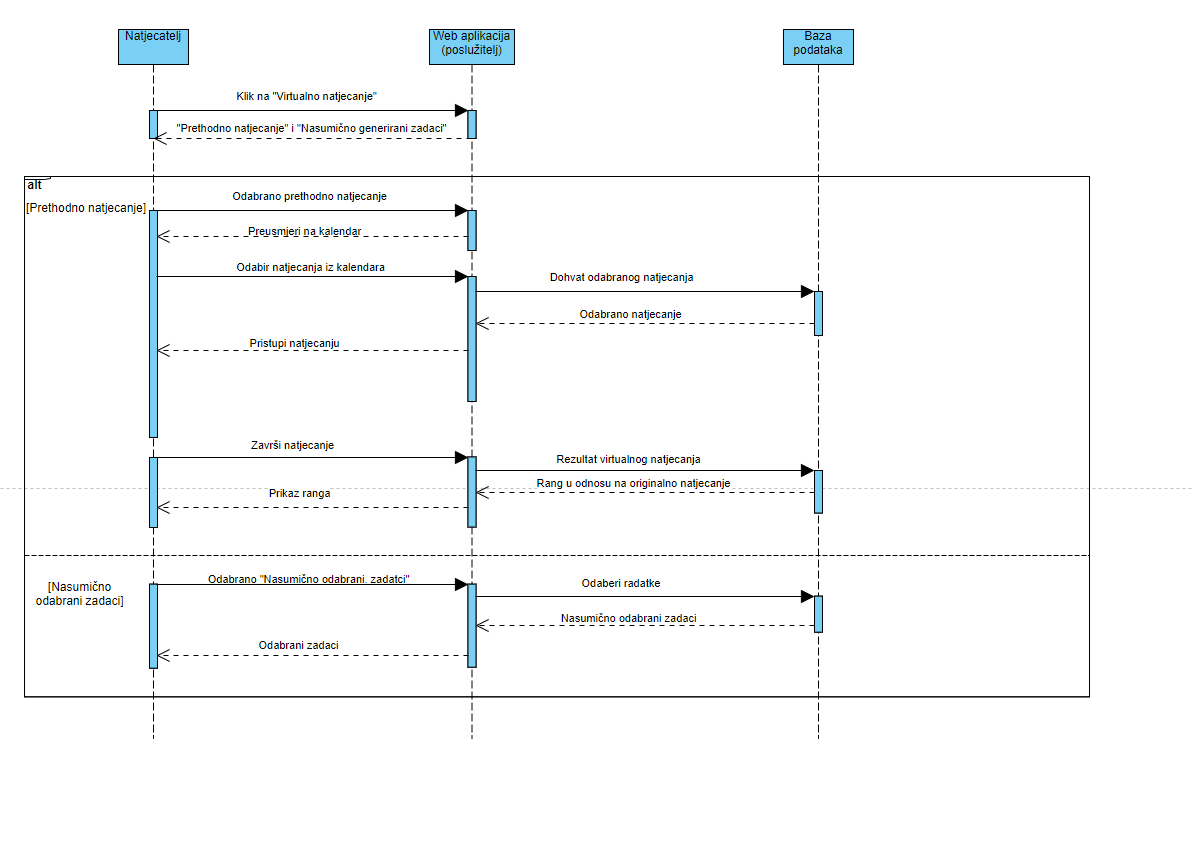 Natjecatelj
Web aplikacija
(poslužitelj)
Baza
podataka
Klik na "Virtualno natjecanje"
"Prethodno natjecanje" i "Nasumično generirani zadaci"
alt
[Prethodno natjecanje]
Odabrano prethodno natjecanje
Preusmjeri na kalendar
Odabir natjecanja iz kalendara
Dohvat odabranog natjecanja
Odabrano natjecanje
Pristupi natjecanju
Završi natjecanje
Rezultat virtualnog natjecanja
Rang u odnosu na originalno natjecanje
Prikaz ranga
[Nasumično
odabrani zadaci]
Odabrano "Nasumično odabrani. zadatci"
Odaberi radatke
Nasumično odabrani zadaci
Odabrani zadaci